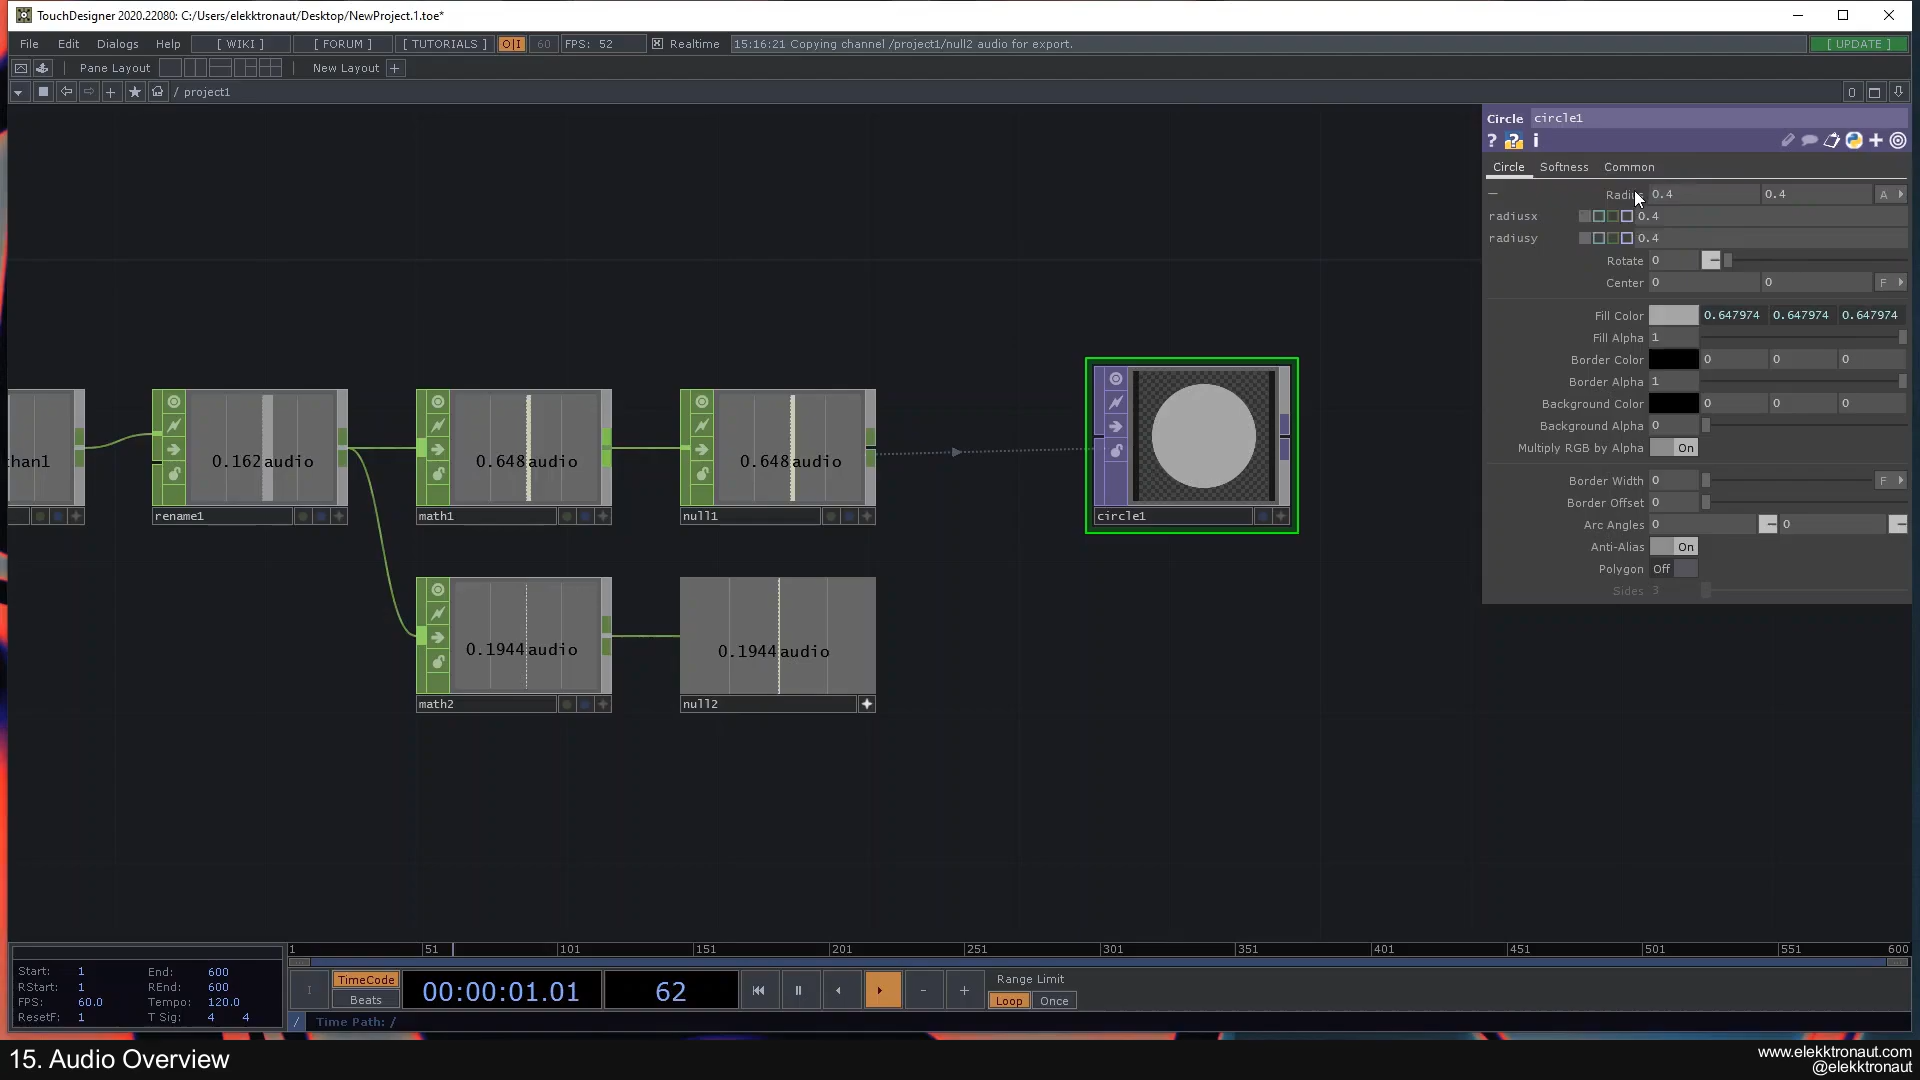 TouchDesigner 2020.22080: C:/Users/elekktronaut/Desktop/NewProject.1.toe*
File Edit Dialogs Help [ WIKI ] [ FORUM ] [ TUTORIALS ] O|I 60 FPS: 52 Realtime 15:16:21 Copying channel /project1/null2 audio for export. [ UPDATE ]
Pane Layout New Layout +
/ project1 0
Circle circle1
? ? i
Circle Softness Common
Radius 0.4 0.4 A
radiusx 0.4
radiusy 0.4
Rotate 0
Center 0 0 F
Fill Color 0.647974 0.647974 0.647974
Fill Alpha 1
Border Color 0 0 0
Border Alpha 1
Background Color 0 0 0
Background Alpha 0
Multiply RGB by Alpha On
Border Width 0 F
Border Offset 0
Arc Angles 0 0
Anti-Alias On
Polygon Off
Sides 3
han1 0.162 audio 0.648 audio 0.648 audio
rename1 math1 null1 circle1
0.1944 audio 0.1944 audio
math2 null2
1 51 101 151 201 251 301 351 401 451 501 551 600
Start: 1 End: 600
RStart: 1 REnd: 600
FPS: 60.0 Tempo: 120.0
ResetF: 1 T Sig: 4 4
I TimeCode Beats 00:00:01.01 62 - + Range Limit
Loop Once
/ Time Path: /
15. Audio Overview
www.elekktronaut.com
@elekktronaut